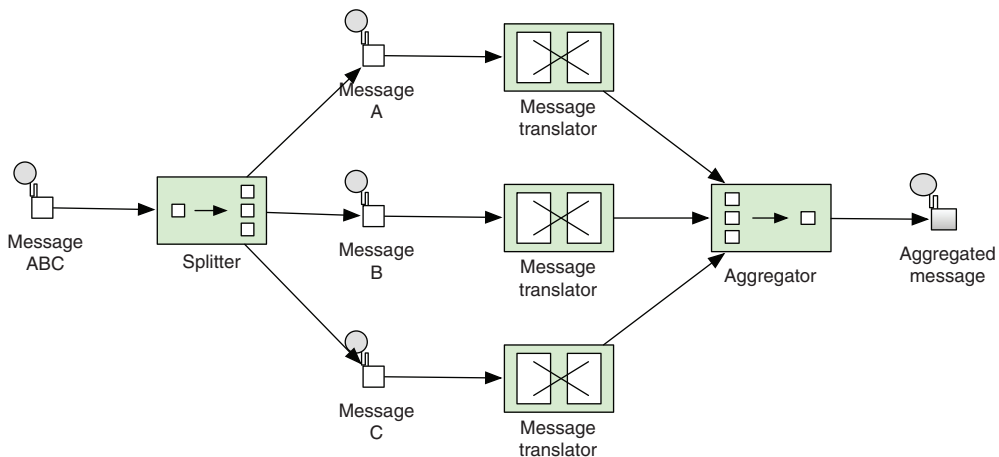 Message
A
Message
translator
Message
ABC
Splitter
Message
B
Message
translator
Aggregator
Aggregated
message
Message
C
Message
translator